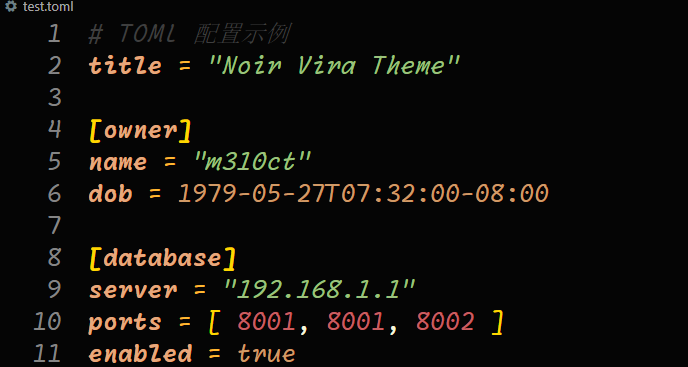 test.toml
1 # TOML 配置示例
2 title = "Noir Vira Theme"
3
4 [owner]
5 name = "m310ct"
6 dob = 1979-05-27T07:32:00-08:00
7
8 [database]
9 server = "192.168.1.1"
10 ports = [ 8001, 8001, 8002 ]
11 enabled = true